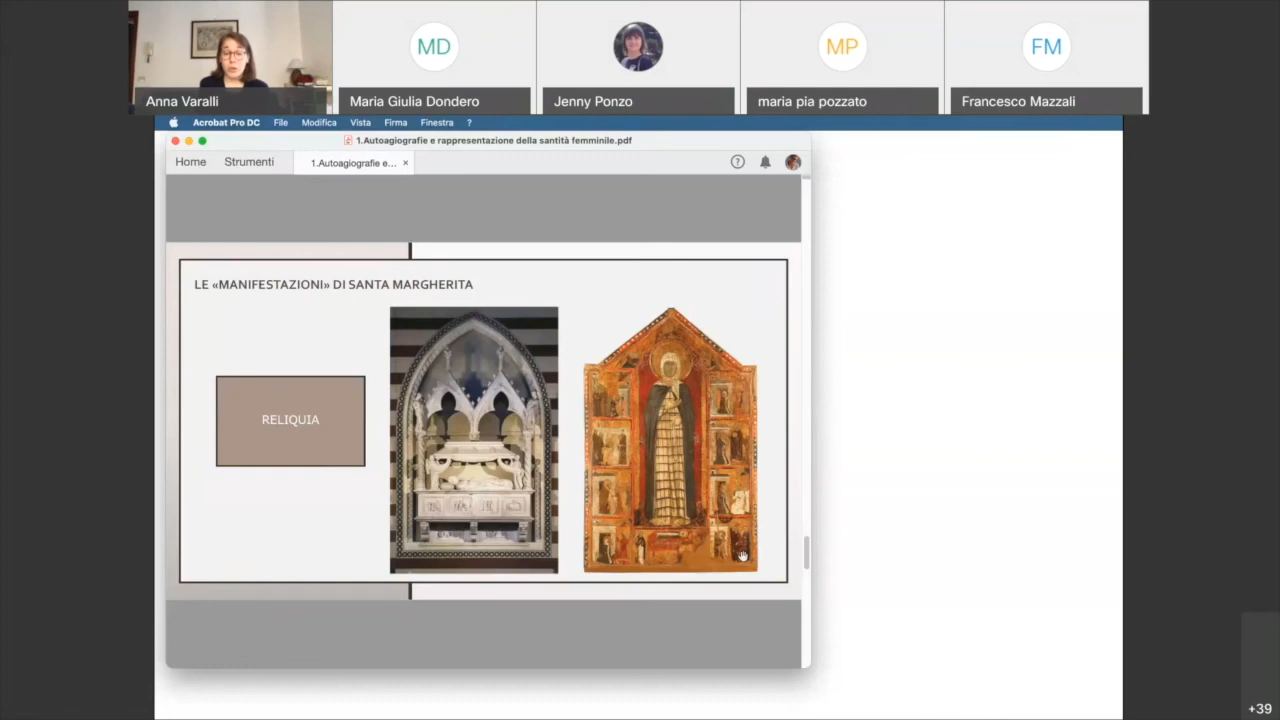 MD
MP
FM
Anna Varalli
Maria Giulia Dondero
Jenny Ponzo
maria pia pozzato
Francesco Mazzali
Acrobat Pro DC File Modifica Vista Firma Finestra ?
1.Autoagiografie e rappresentazione della santità femminile.pdf
Home Strumenti 1.Autoagiografie e... × ?
LE «MANIFESTAZIONI» DI SANTA MARGHERITA
RELIQUIA
+39